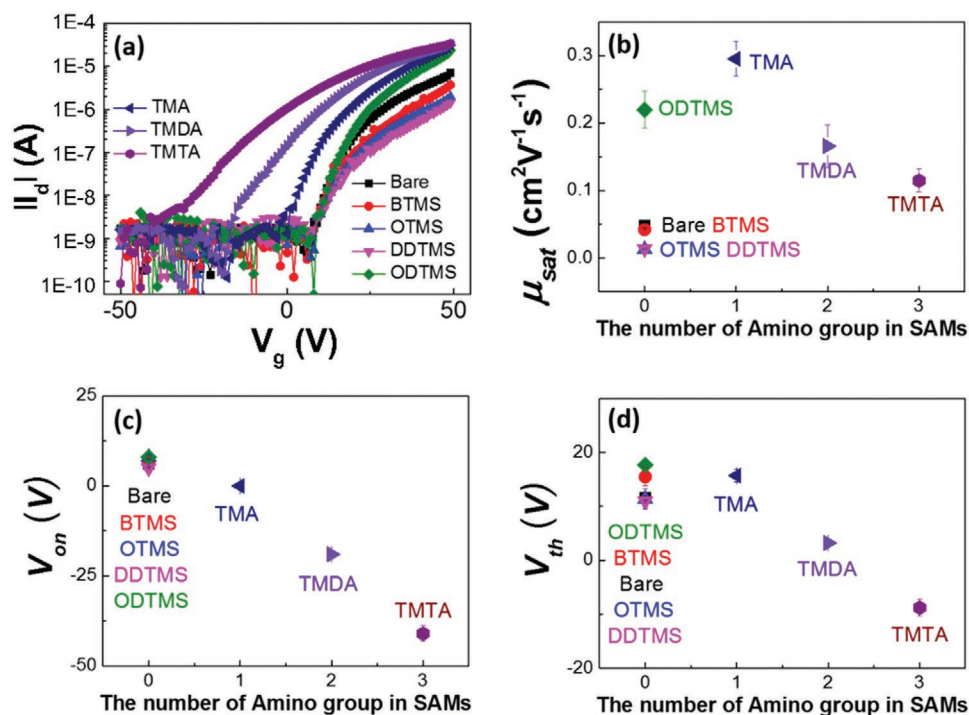 (a)
1E-4
1E-5
1E-6
1E-7
1E-8
1E-9
1E-10
|I_d| (A)
TMA
TMDA
TMTA
Bare
BTMS
OTMS
DDTMS
ODTMS
-50 0 50
V_g (V)
(b)
0.3
0.2
0.1
0.0
μ_sat (cm²V⁻¹s⁻¹)
TMA
ODTMS
TMDA
TMTA
Bare BTMS
OTMS DDTMS
0 1 2 3
The number of Amino group in SAMs
(c)
25
0
-25
-50
V_on (V)
Bare
BTMS
OTMS
DDTMS
ODTMS
TMA
TMDA
TMTA
0 1 2 3
The number of Amino group in SAMs
(d)
20
0
-20
V_th (V)
ODTMS
BTMS
Bare
OTMS
DDTMS
TMA
TMDA
TMTA
0 1 2 3
The number of Amino group in SAMs